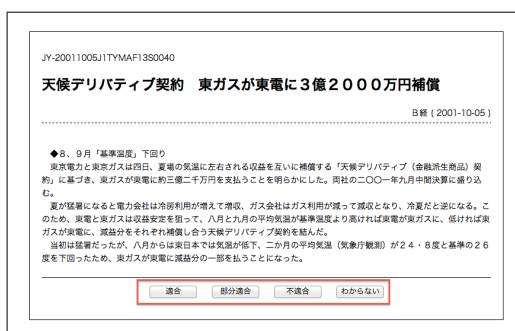 JY-20011005J1TYMAF1350040
天候デリバティブ契約 東ガスが東電に3億2000万円補償
B経 ( 2001-10-05 )
◆8、9月「基準温度」下回り
東京電力と東京ガスは四日、夏場の気温に左右される収益を互いに補償する「天候デリバティブ（金融派生商品）契
約」に基づき、東ガスが東電に約三億二千万円を支払うことを明らかにした。両社の二〇〇一年九月中間決算に盛り込
む。
夏が猛暑になると電力会社は冷房利用が増えて増収、ガス会社はガス利用が減って減収となり、冷夏だと逆になる。こ
のため、東電と東ガスは収益安定を狙って、八月と九月の平均気温が基準温度より高ければ東電が東ガスに、低ければ東
ガスが東電に、減益分をそれぞれ補償し合う天候デリバティブ契約を結んだ。
当初は猛暑だったが、八月からは東日本では気温が低下、二か月の平均気温（気象庁観測）が24・8度と基準の26
度を下回ったため、東ガスが東電に減益分の一部を払うことになった。
適合 部分適合 不適合 わからない